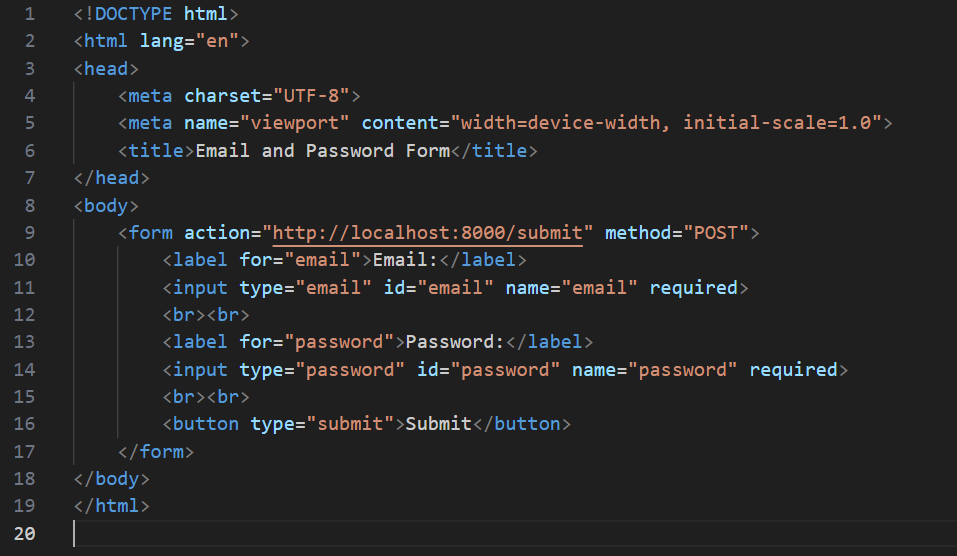 1 <!DOCTYPE html>
2 <html lang="en">
3 <head>
4     <meta charset="UTF-8">
5     <meta name="viewport" content="width=device-width, initial-scale=1.0">
6     <title>Email and Password Form</title>
7 </head>
8 <body>
9     <form action="http://localhost:8000/submit" method="POST">
10         <label for="email">Email:</label>
11         <input type="email" id="email" name="email" required>
12         <br><br>
13         <label for="password">Password:</label>
14         <input type="password" id="password" name="password" required>
15         <br><br>
16         <button type="submit">Submit</button>
17     </form>
18 </body>
19 </html>
20